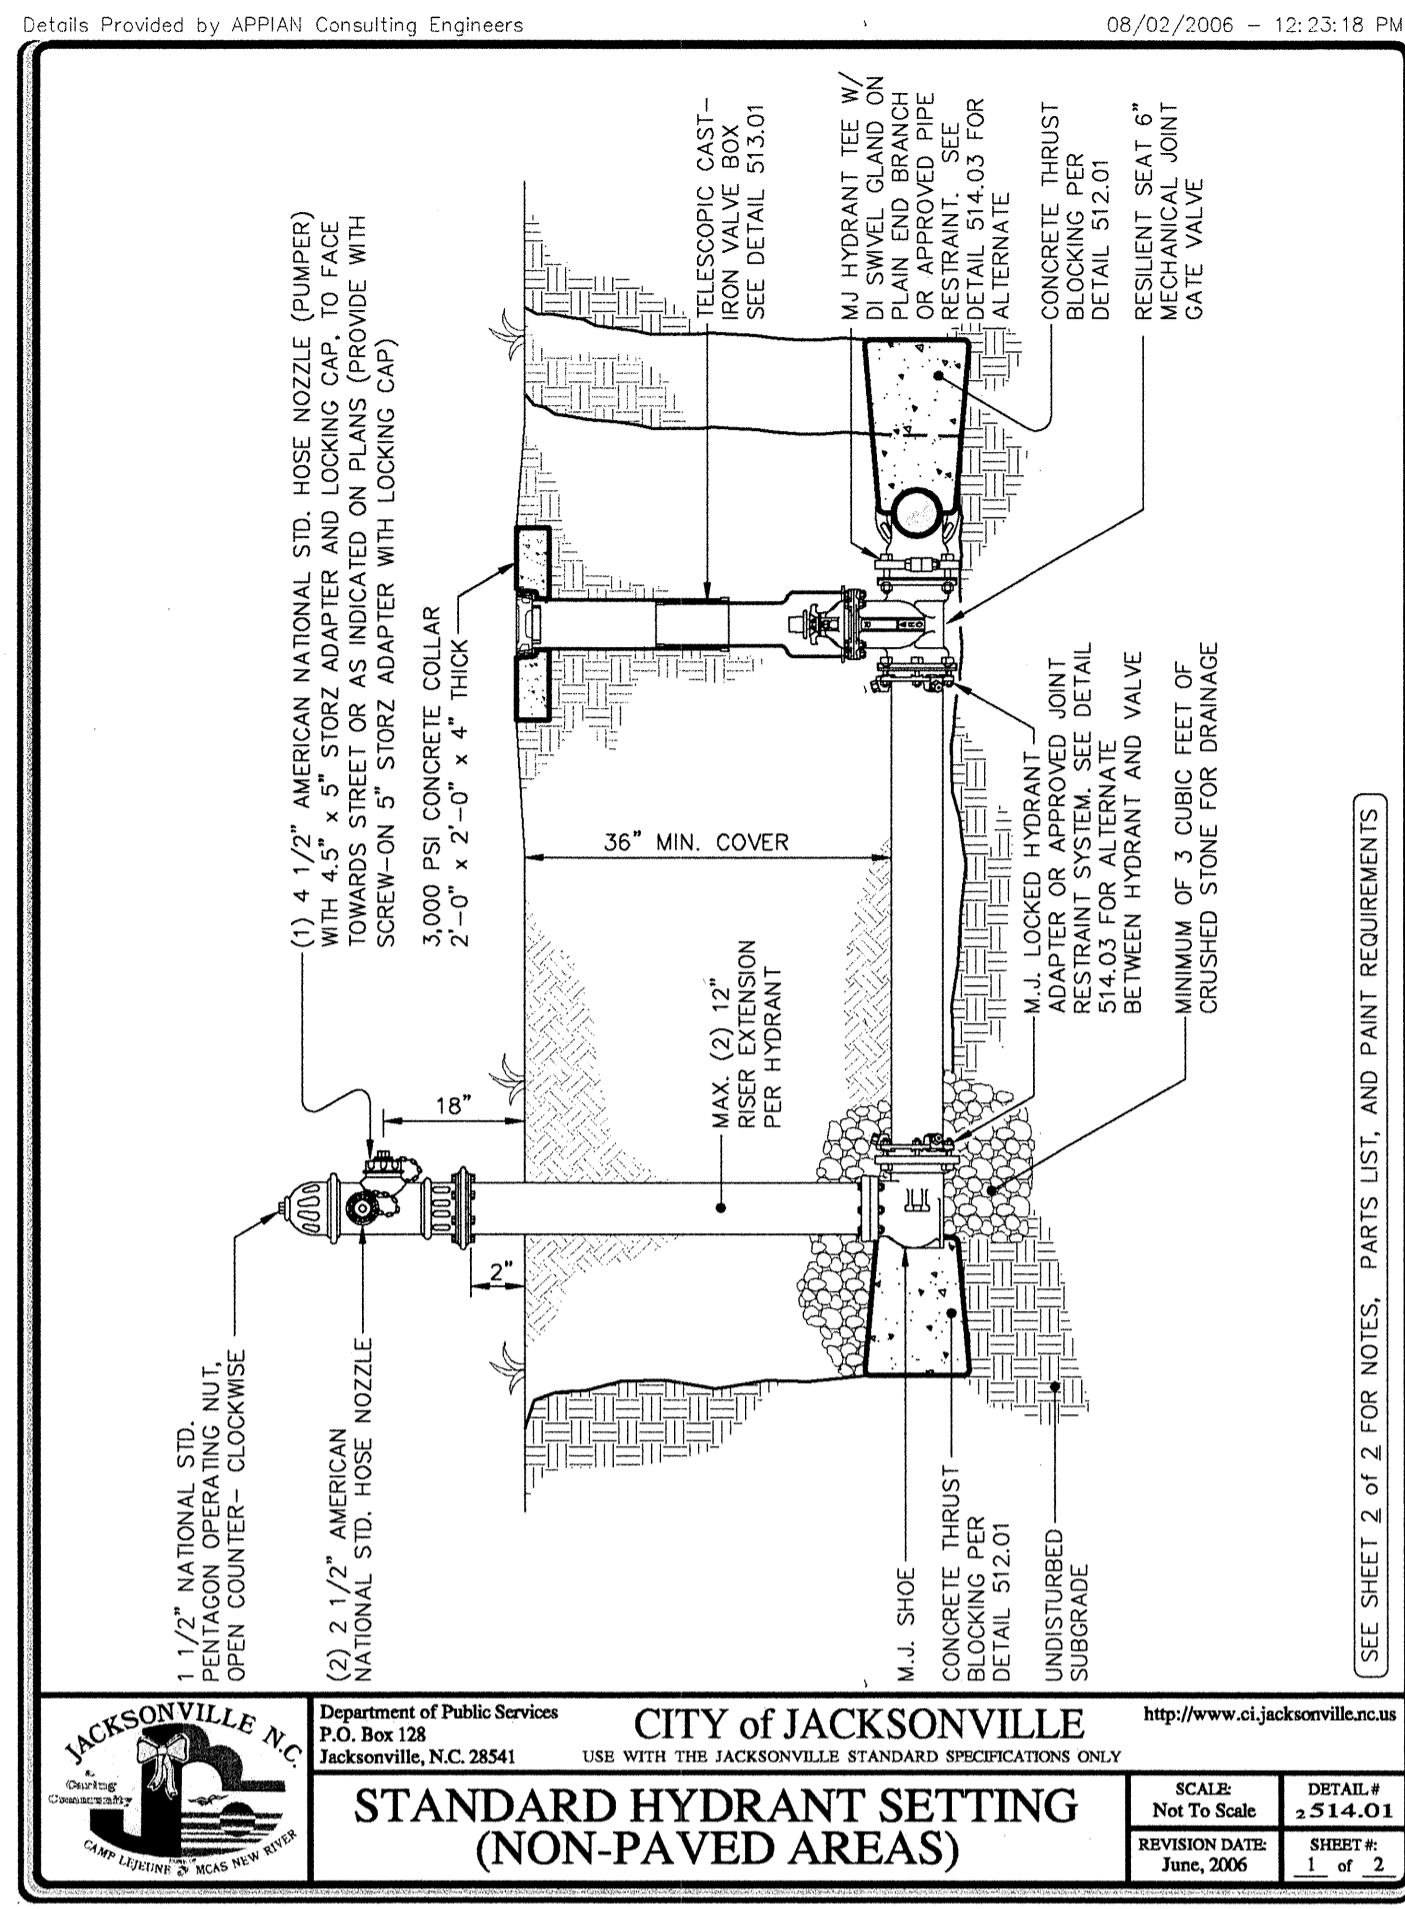 Details Provided by APPIAN Consulting Engineers
08/02/2006 – 12:23:18 PM
1 1/2" NATIONAL STD.
PENTAGON OPERATING NUT,
OPEN COUNTER- CLOCKWISE
(2) 2 1/2" AMERICAN
NATIONAL STD. HOSE NOZZLE
(1) 4 1/2" AMERICAN NATIONAL STD. HOSE NOZZLE (PUMPER)
WITH 4.5" x 5" STORZ ADAPTER AND LOCKING CAP, TO FACE
TOWARDS STREET OR AS INDICATED ON PLANS (PROVIDE WITH
SCREW-ON 5" STORZ ADAPTER WITH LOCKING CAP)
3,000 PSI CONCRETE COLLAR
2'-0" x 2'-0" x 4" THICK
18"
2"
36" MIN. COVER
MAX. (2) 12"
RISER EXTENSION
PER HYDRANT
TELESCOPIC CAST-
IRON VALVE BOX
SEE DETAIL 513.01
MJ HYDRANT TEE W/
DI SWIVEL GLAND ON
PLAIN END BRANCH
OR APPROVED PIPE
RESTRAINT. SEE
DETAIL 514.03 FOR
ALTERNATE
CONCRETE THRUST
BLOCKING PER
DETAIL 512.01
RESILIENT SEAT 6"
MECHANICAL JOINT
GATE VALVE
M.J. LOCKED HYDRANT
ADAPTER OR APPROVED JOINT
RESTRAINT SYSTEM. SEE DETAIL
514.03 FOR ALTERNATE
BETWEEN HYDRANT AND VALVE
MINIMUM OF 3 CUBIC FEET OF
CRUSHED STONE FOR DRAINAGE
M.J. SHOE
CONCRETE THRUST
BLOCKING PER
DETAIL 512.01
UNDISTURBED
SUBGRADE
SEE SHEET 2 of 2 FOR NOTES, PARTS LIST, AND PAINT REQUIREMENTS
JACKSONVILLE N.C.
Caring
Community
CAMP LEJEUNE
MCAS NEW RIVER
Department of Public Services
P.O. Box 128
Jacksonville, N.C. 28541
CITY of JACKSONVILLE
USE WITH THE JACKSONVILLE STANDARD SPECIFICATIONS ONLY
http://www.ci.jacksonville.nc.us
STANDARD HYDRANT SETTING
(NON-PAVED AREAS)
SCALE:
Not To Scale
DETAIL #
2 514.01
REVISION DATE:
June, 2006
SHEET #:
1 of 2